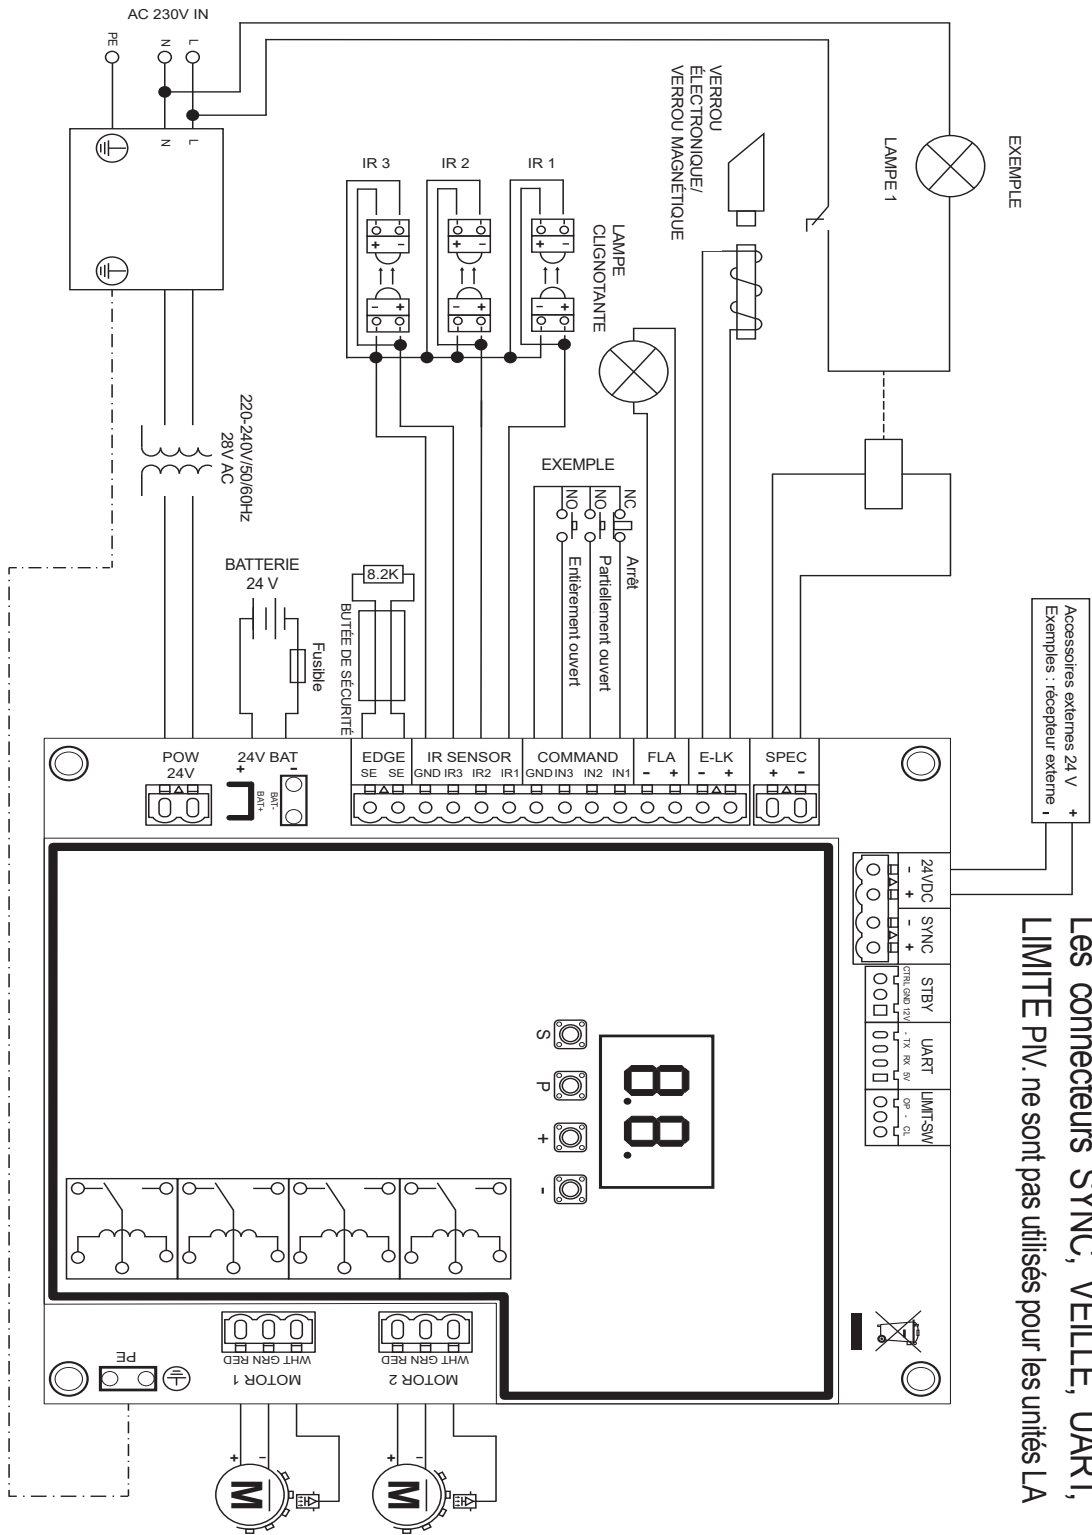 AC 230V IN
PE
N
L
N
L
EXEMPLE
LAMPE 1
VERROU
ÉLECTRONIQUE/
VERROU MAGNÉTIQUE
IR 3
IR 2
IR 1
+ -
+ -
+ -
- +
- +
- +
LAMPE
CLIGNOTANTE
220-240V/50/60Hz
28V AC
EXEMPLE
NO
NO
NC
Entièrement ouvert
Partiellement ouvert
Arrêt
BATTERIE
24 V
Fusible
8.2K
BUTÉE DE SÉCURITÉ
Accessoires externes 24 V
Exemples : récepteur externe
+
-
POW
24V
24V BAT
+ -
BAT+
BAT-
EDGE
SE SE
IR SENSOR
GND IR3 IR2 IR1
COMMAND
GND IN3 IN2 IN1
FLA
- +
E-LK
- +
SPEC
+ -
24VDC
- +
SYNC
- +
STBY
CTRL GND 12V
UART
- TX RX 5V
LIMIT-SW
OP - CL
Les connecteurs SYNC, VEILLE, UART,
LIMITE PIV. ne sont pas utilisés pour les unités LA
8.8.
S
P
+
-
PE
WHT GRN RED
MOTOR 1
WHT GRN RED
MOTOR 2
+ -
M
+ -
M